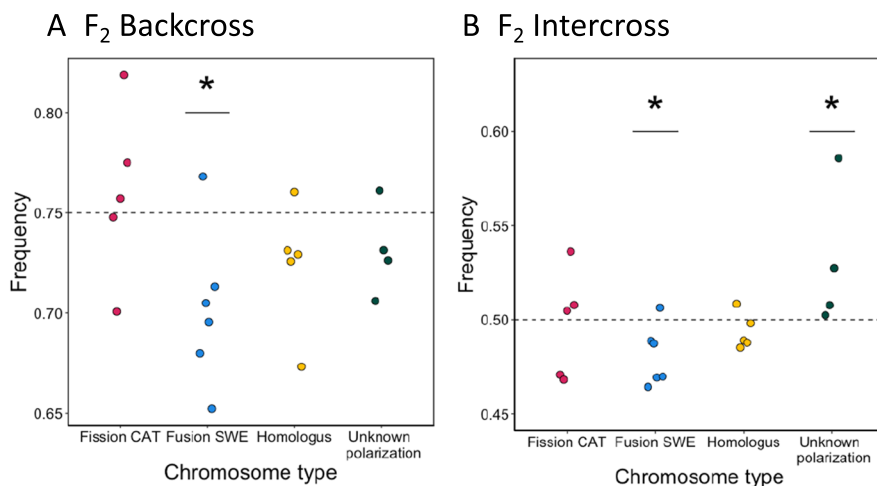 A F₂ Backcross
B F₂ Intercross
*
*
*
0.80
0.75
0.70
0.65
Frequency
Fission CAT
Fusion SWE
Homologus
Unknown
polarization
Chromosome type
0.60
0.55
0.50
0.45
Frequency
Fission CAT
Fusion SWE
Homologus
Unknown
polarization
Chromosome type